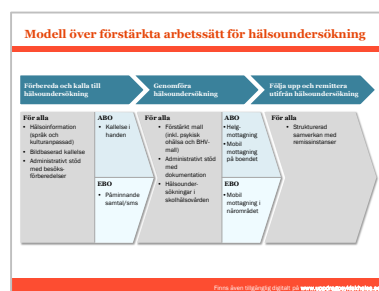 Modell över förstärkta arbetssätt för hälsoundersökning
Förbereda och kalla till
hälsoundersökning
Genomföra
hälsoundersökning
Följa upp och remittera
utifrån hälsoundersökning
För alla
• Hälsoinformation
(språk och
kulturanpassad)
• Bildbaserad kallelse
• Administrativt stöd
med besöks-
förberedelser
ABO
• Kallelse i
handen
EBO
• Påminnande
samtal/sms
För alla
• Förstärkt mall
(inkl. psykisk
ohälsa och BHV-
mall)
• Administrativt stöd
med
dokumentation
• Hälsounder-
sökningar i
skolhälsovården
ABO
• Helg-
mottagning
• Mobil
mottagning
på boendet
EBO
• Mobil
mottagning i
närområdet
För alla
• Strukturerad
samverkan med
remissinstanser
Finns även tillgänglig digitalt på